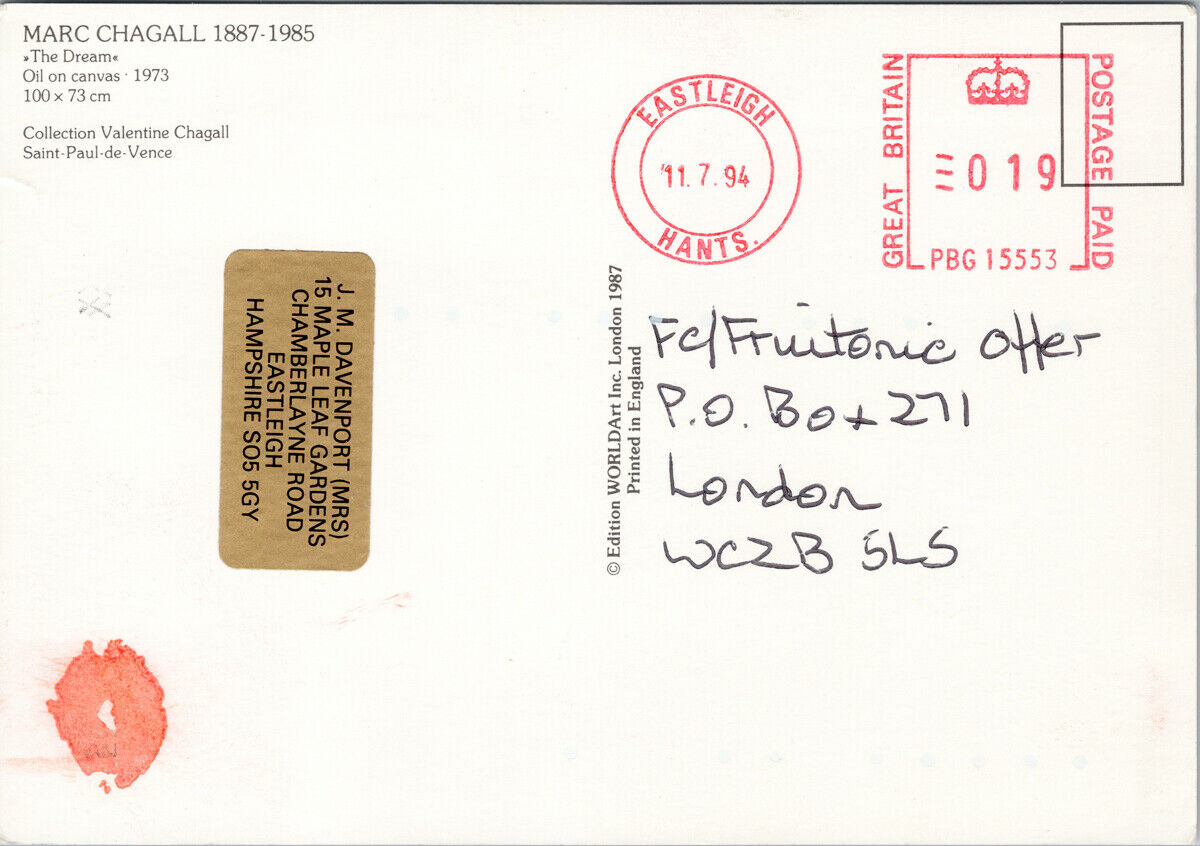 MARC CHAGALL 1887-1985
»The Dream«
Oil on canvas · 1973
100 × 73 cm
Collection Valentine Chagall
Saint-Paul-de-Vence
EASTLEIGH
11.7.94
HANTS.
GREAT BRITAIN
019
POSTAGE PAID
PBG 15553
J. M. DAVENPORT (MRS)
15 MAPLE LEAF GARDENS
CHAMBERLAYNE ROAD
EASTLEIGH
HAMPSHIRE SO5 5GY
© Edition WORLDArt Inc. London 1987
Printed in England
FC/Fruitonic Offer
P.O. Box 271
London
WC2B 5LS